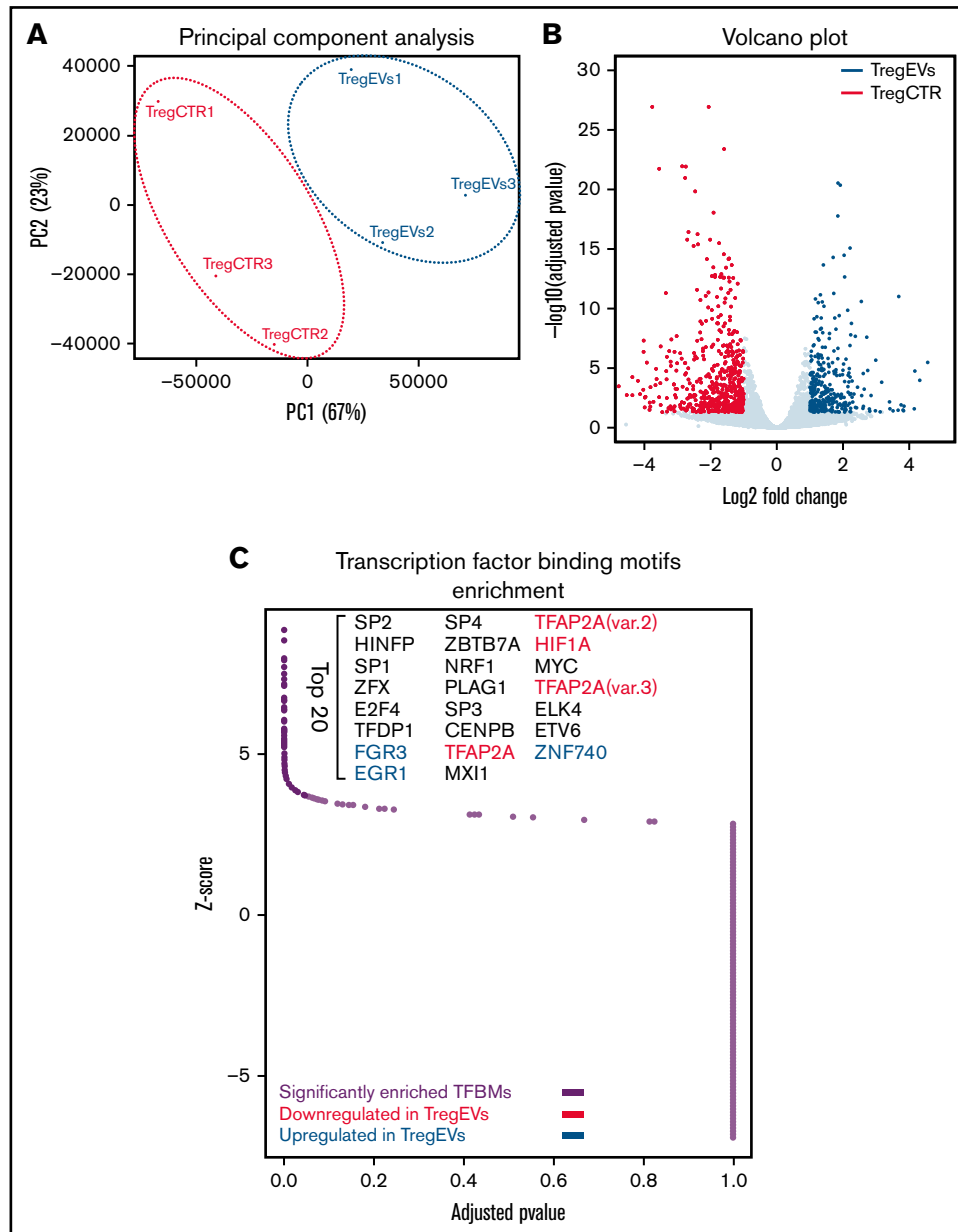 A
Principal component analysis
40000
20000
0
−20000
−40000
PC2 (23%)
TregCTR1
TregEVs1
TregEVs3
TregEVs2
TregCTR3
TregCTR2
−50000
0
50000
PC1 (67%)
B
Volcano plot
30
25
20
15
10
5
0
−log10(adjusted pvalue)
TregEVs
TregCTR
−4
−2
0
2
4
Log2 fold change
C
Transcription factor binding motifs
enrichment
Top 20
SP2 SP4 TFAP2A(var.2)
HINFP ZBTB7A HIF1A
SP1 NRF1 MYC
ZFX PLAG1 TFAP2A(var.3)
E2F4 SP3 ELK4
TFDP1 CENPB ETV6
FGR3 TFAP2A ZNF740
EGR1 MXI1
5
0
−5
Z-score
Significantly enriched TFBMs
Downregulated in TregEVs
Upregulated in TregEVs
0.0
0.2
0.4
0.6
0.8
1.0
Adjusted pvalue